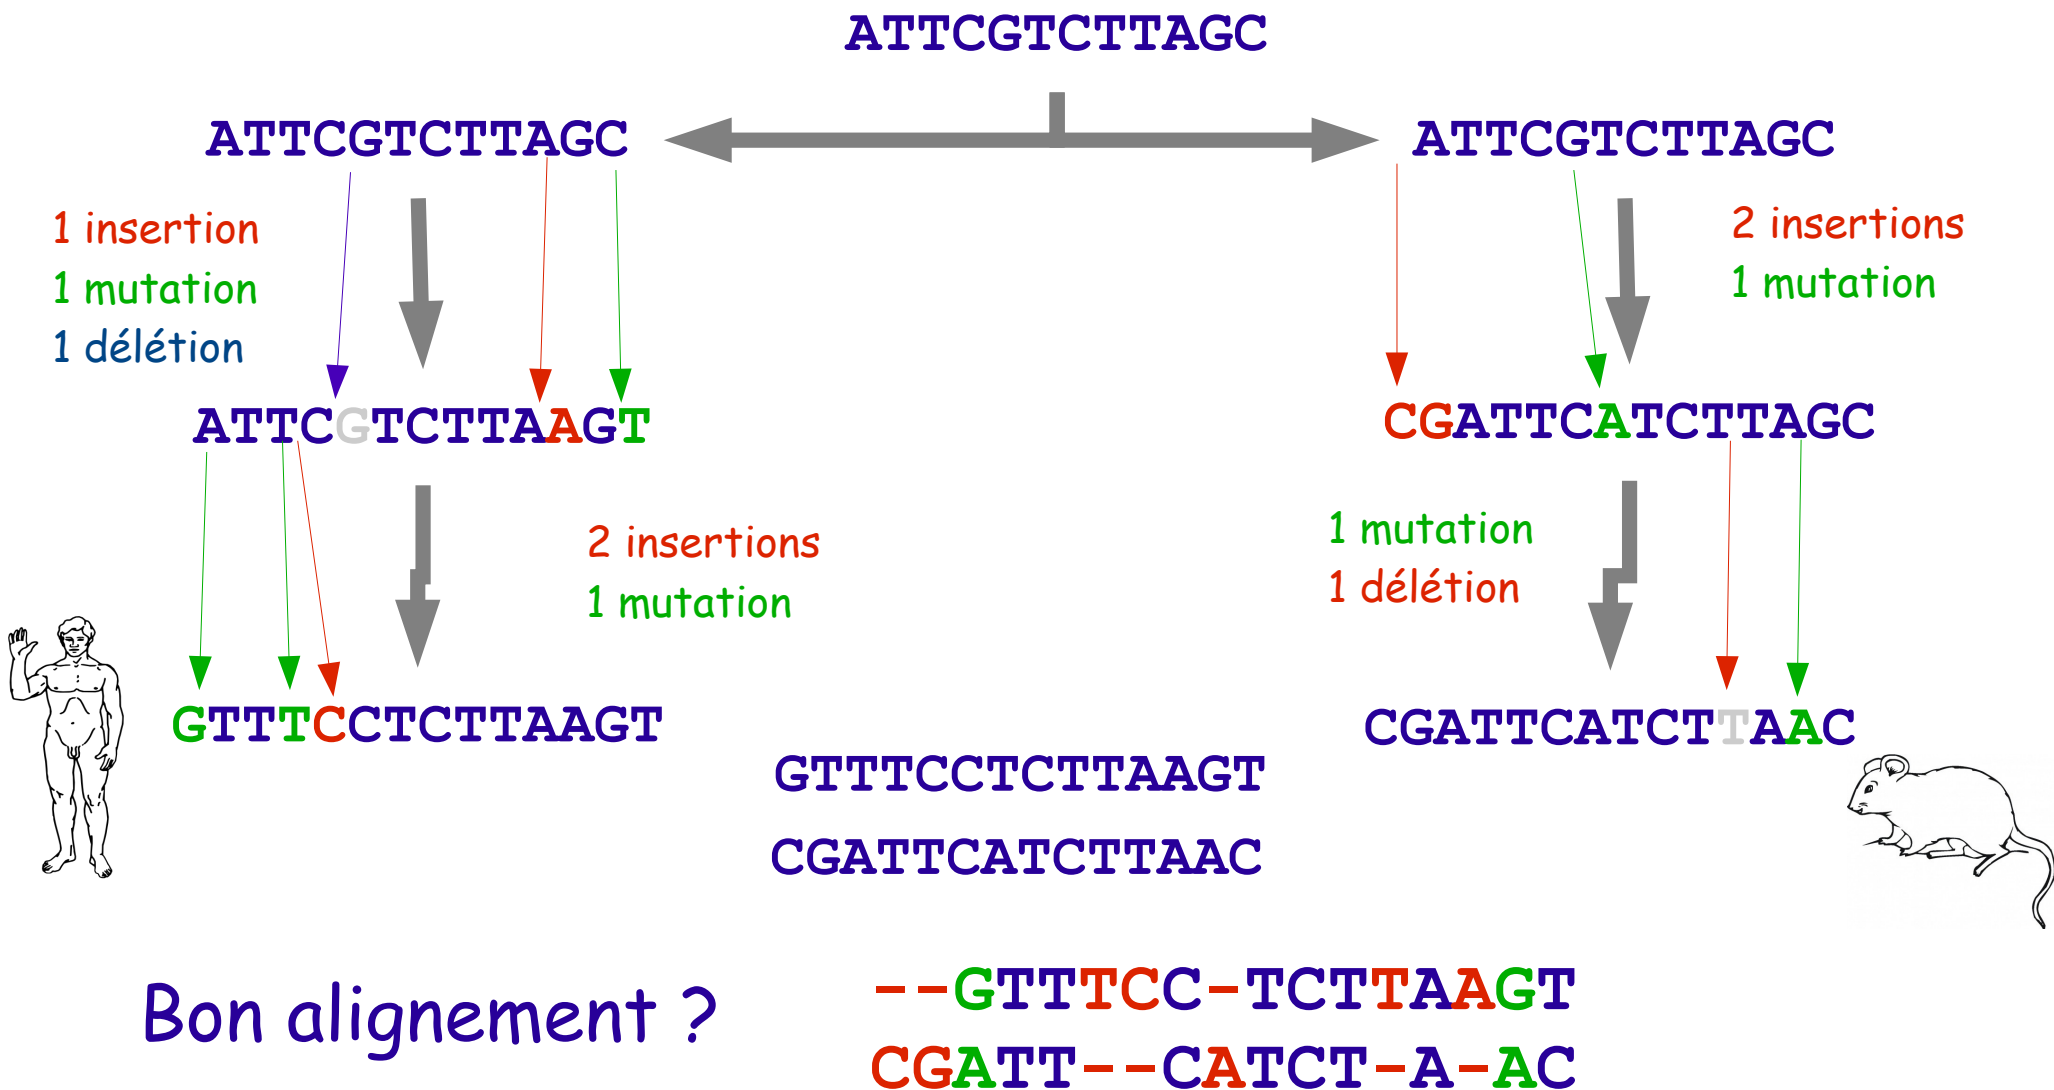 ATTCGTCTTAGC
ATTCGTCTTAGC
ATTCGTCTTAGC
1 insertion
1 mutation
1 délétion
2 insertions
1 mutation
ATTCGTCTTAAGT
CGATTCATCTTAGC
2 insertions
1 mutation
1 mutation
1 délétion
GTTTCCTCTTAAGT
CGATTCATCTTAAC
GTTTCCTCTTAAGT
CGATTCATCTTAAC
Bon alignement ?
--GTTTCC-TCTTAAGT
CGATT--CATCT-A-AC